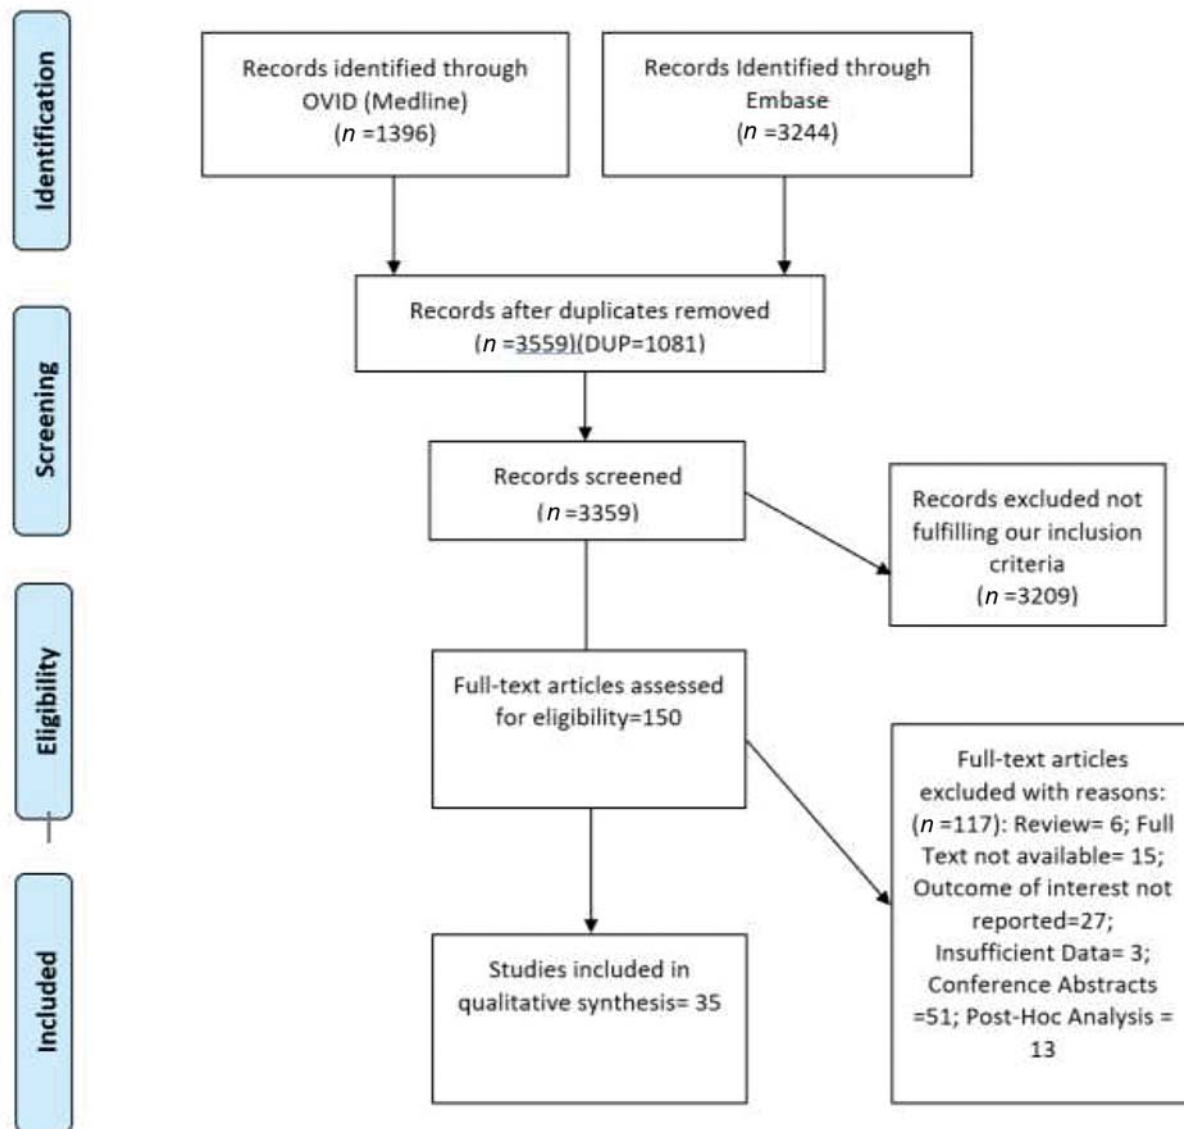 Identification
Records identified through
OVID (Medline)
(n =1396)
Records Identified through
Embase
(n =3244)
Screening
Records after duplicates removed
(n =3559)(DUP=1081)
Records screened
(n =3359)
Records excluded not
fulfilling our inclusion
criteria
(n =3209)
Eligibility
Full-text articles assessed
for eligibility=150
Full-text articles
excluded with reasons:
(n =117): Review= 6; Full
Text not available= 15;
Outcome of interest not
reported=27;
Insufficient Data= 3;
Conference Abstracts
=51; Post-Hoc Analysis =
13
Included
Studies included in
qualitative synthesis= 35